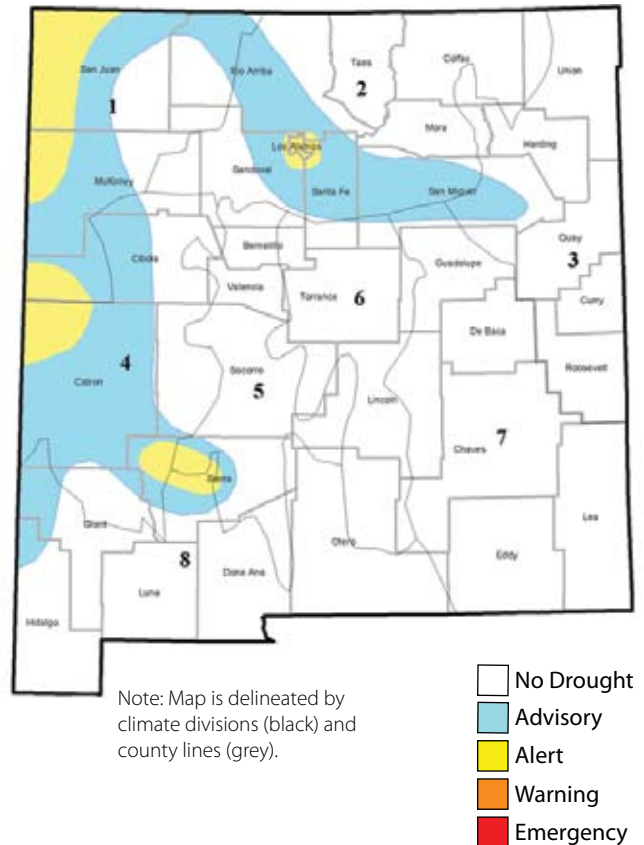 San Juan
Rio Arriba
Taos
Colfax
Union
2
1
Mora
Harding
Los Alamos
McKinley
Sandoval
Santa Fe
San Miguel
Quay
Bernalillo
Guadalupe
3
Cibola
Valencia
Torrance
6
Curry
De Baca
4
Socorro
Roosevelt
Catron
5
Lincoln
7
Chaves
Sierra
Lea
Grant
Otero
Eddy
8
Dona Ana
Luna
Hidalgo
Note: Map is delineated by
climate divisions (black) and
county lines (grey).
No Drought
Advisory
Alert
Warning
Emergency